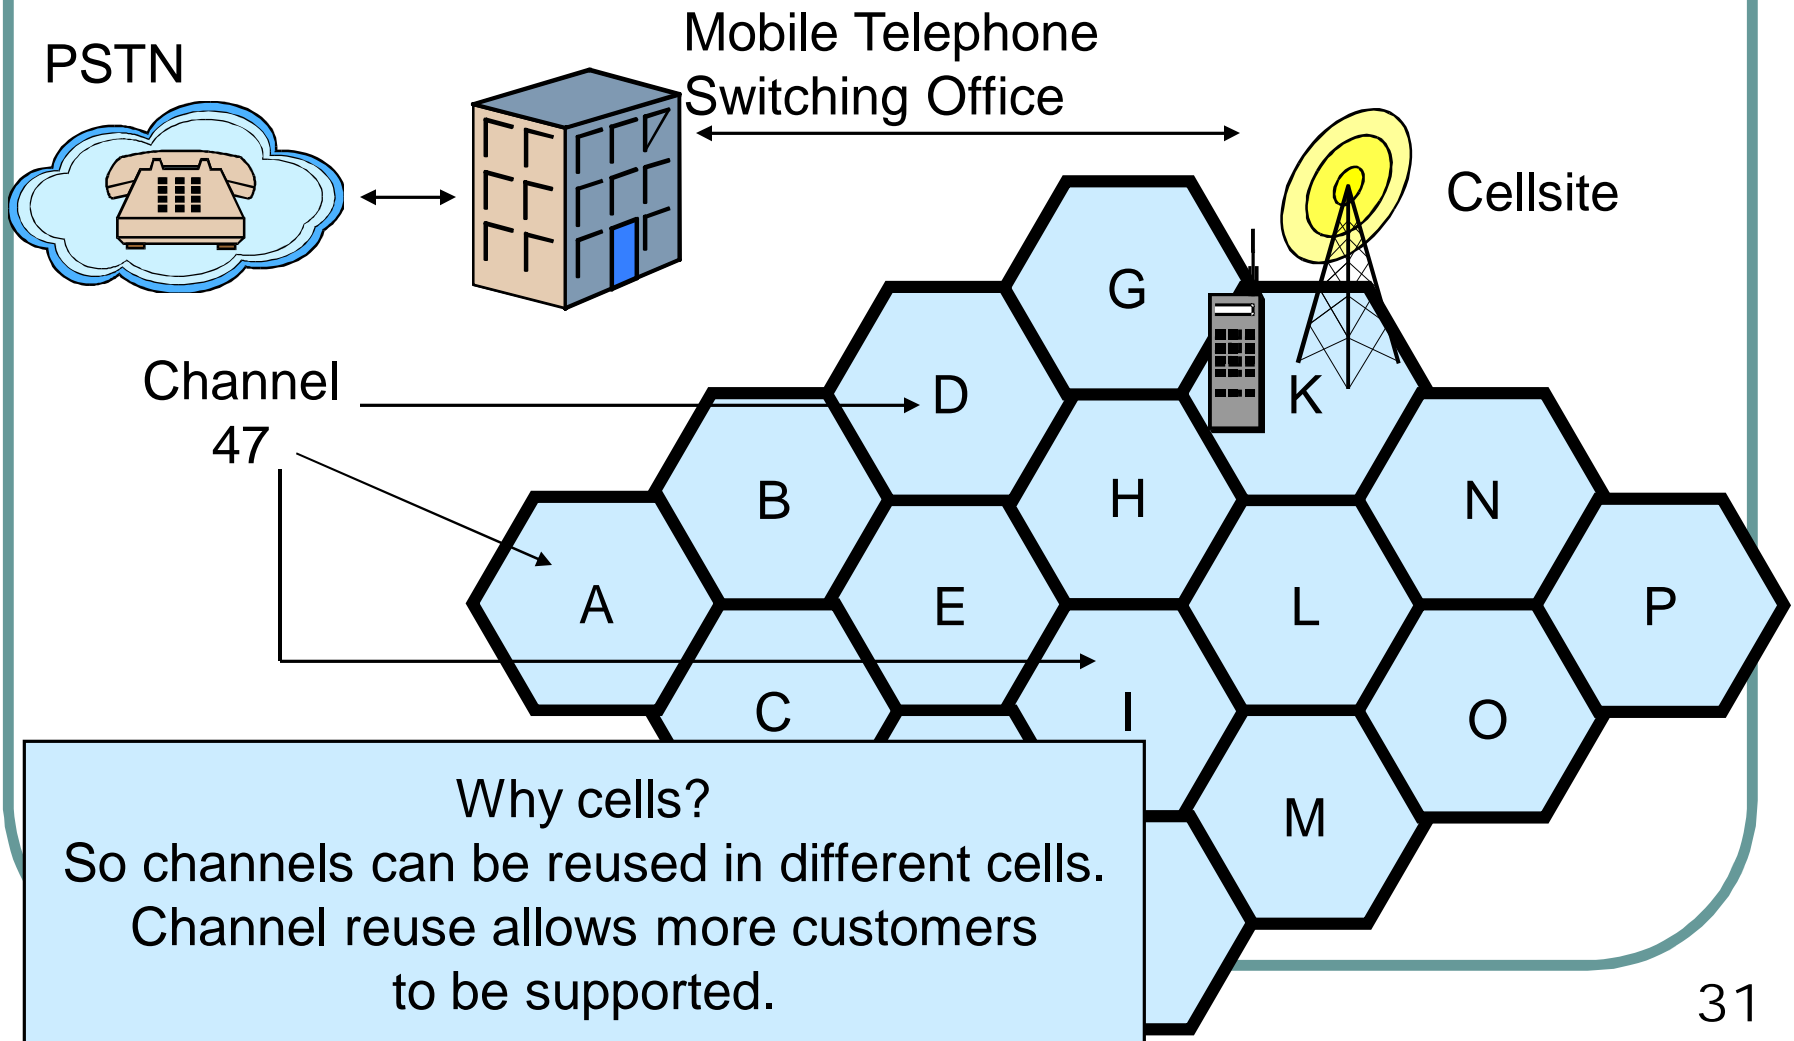 PSTN
Mobile Telephone
Switching Office
Cellsite
Channel
47
G
D
K
B
H
N
A
E
L
P
C
I
O
M
Why cells?
So channels can be reused in different cells.
Channel reuse allows more customers
to be supported.
31